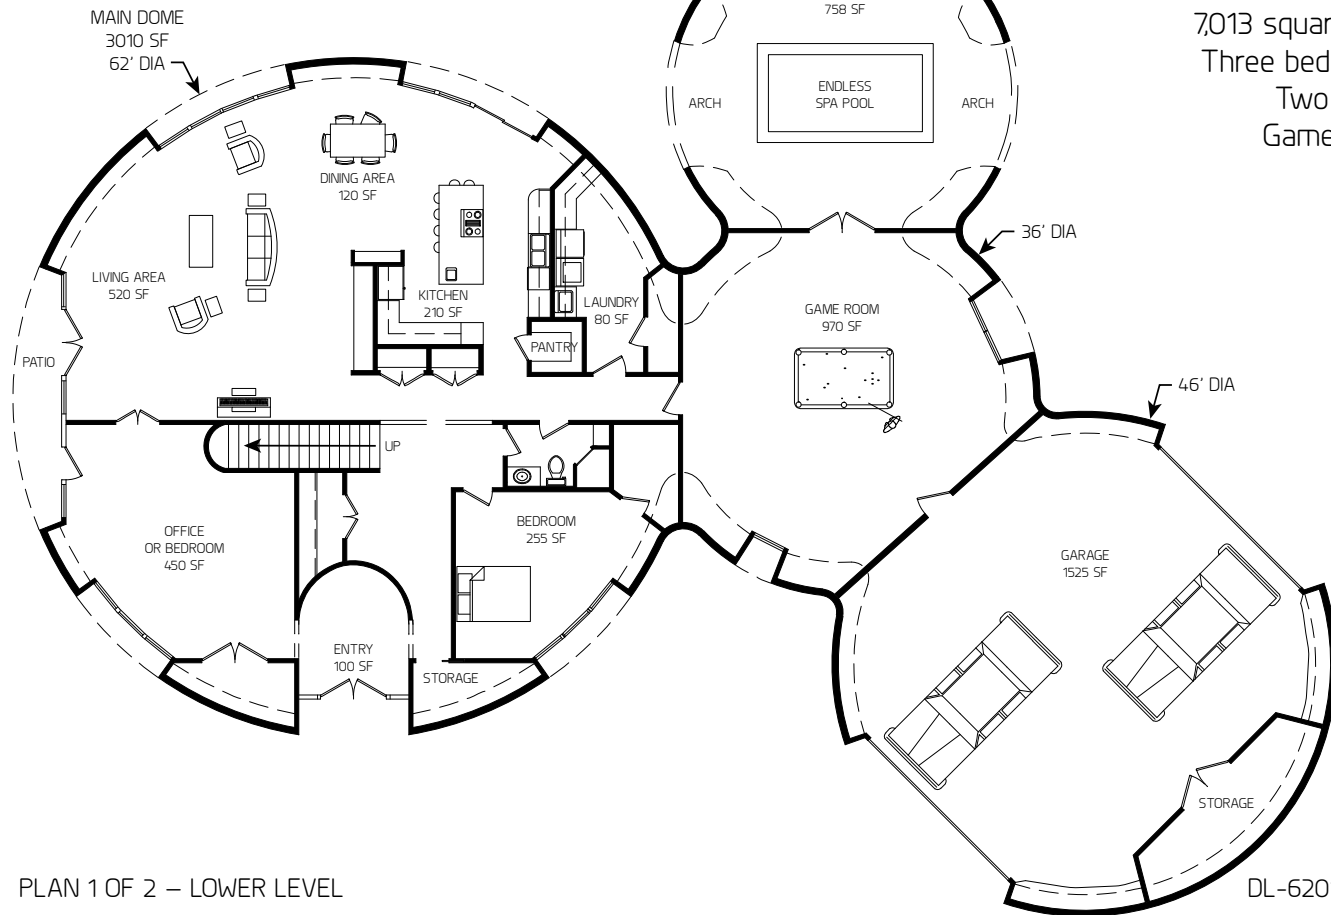 MAIN DOME
3010 SF
62' DIA
758 SF
7,013
Three
Two
Game
ENDLESS
SPA POOL
ARCH
ARCH
DINING AREA
120 SF
36' DIA
LIVING AREA
520 SF
KITCHEN
210 SF
LAUNDRY
80 SF
GAME ROOM
970 SF
PANTRY
PATIO
46' DIA
UP
OFFICE
OR BEDROOM
450 SF
BEDROOM
255 SF
GARAGE
1525 SF
ENTRY
100 SF
STORAGE
STORAGE
PLAN 1 OF 2 – LOWER LEVEL
DL-620